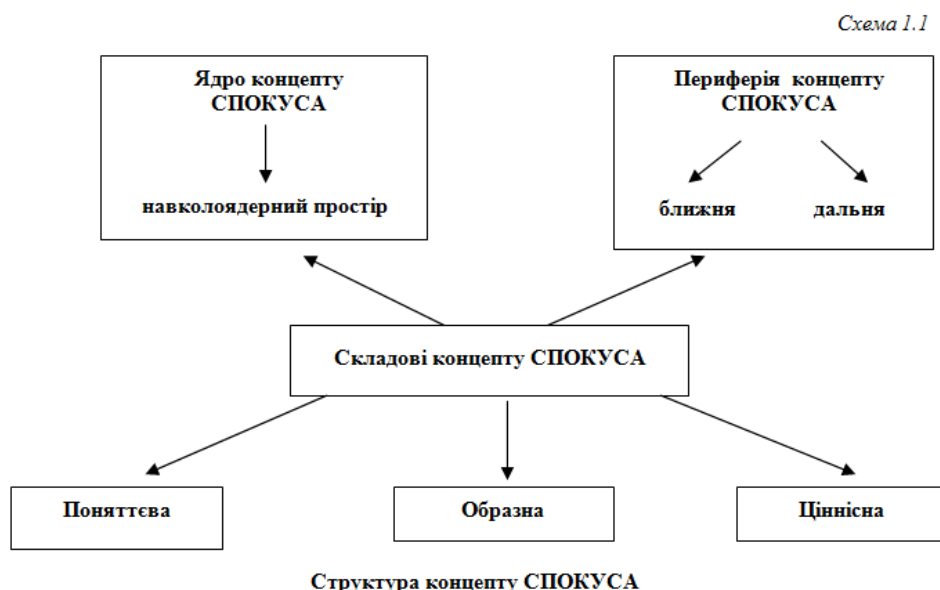 Схема 1.1
Ядро концепту
СПОКУСА
навколоядерний простір
Периферія концепту
СПОКУСА
ближня дальня
Складові концепту СПОКУСА
Поняттєва
Образна
Ціннісна
Структура концепту СПОКУСА